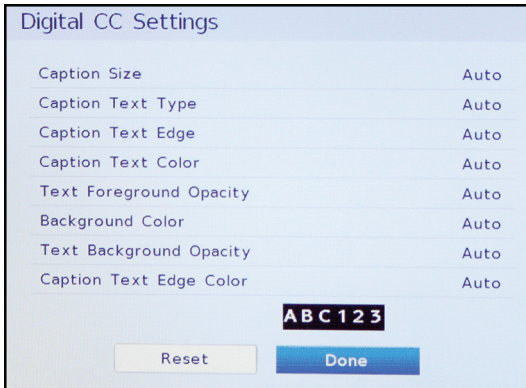 Digital CC Settings
Caption Size Auto
Caption Text Type Auto
Caption Text Edge Auto
Caption Text Color Auto
Text Foreground Opacity Auto
Background Color Auto
Text Background Opacity Auto
Caption Text Edge Color Auto
ABC123
Reset Done